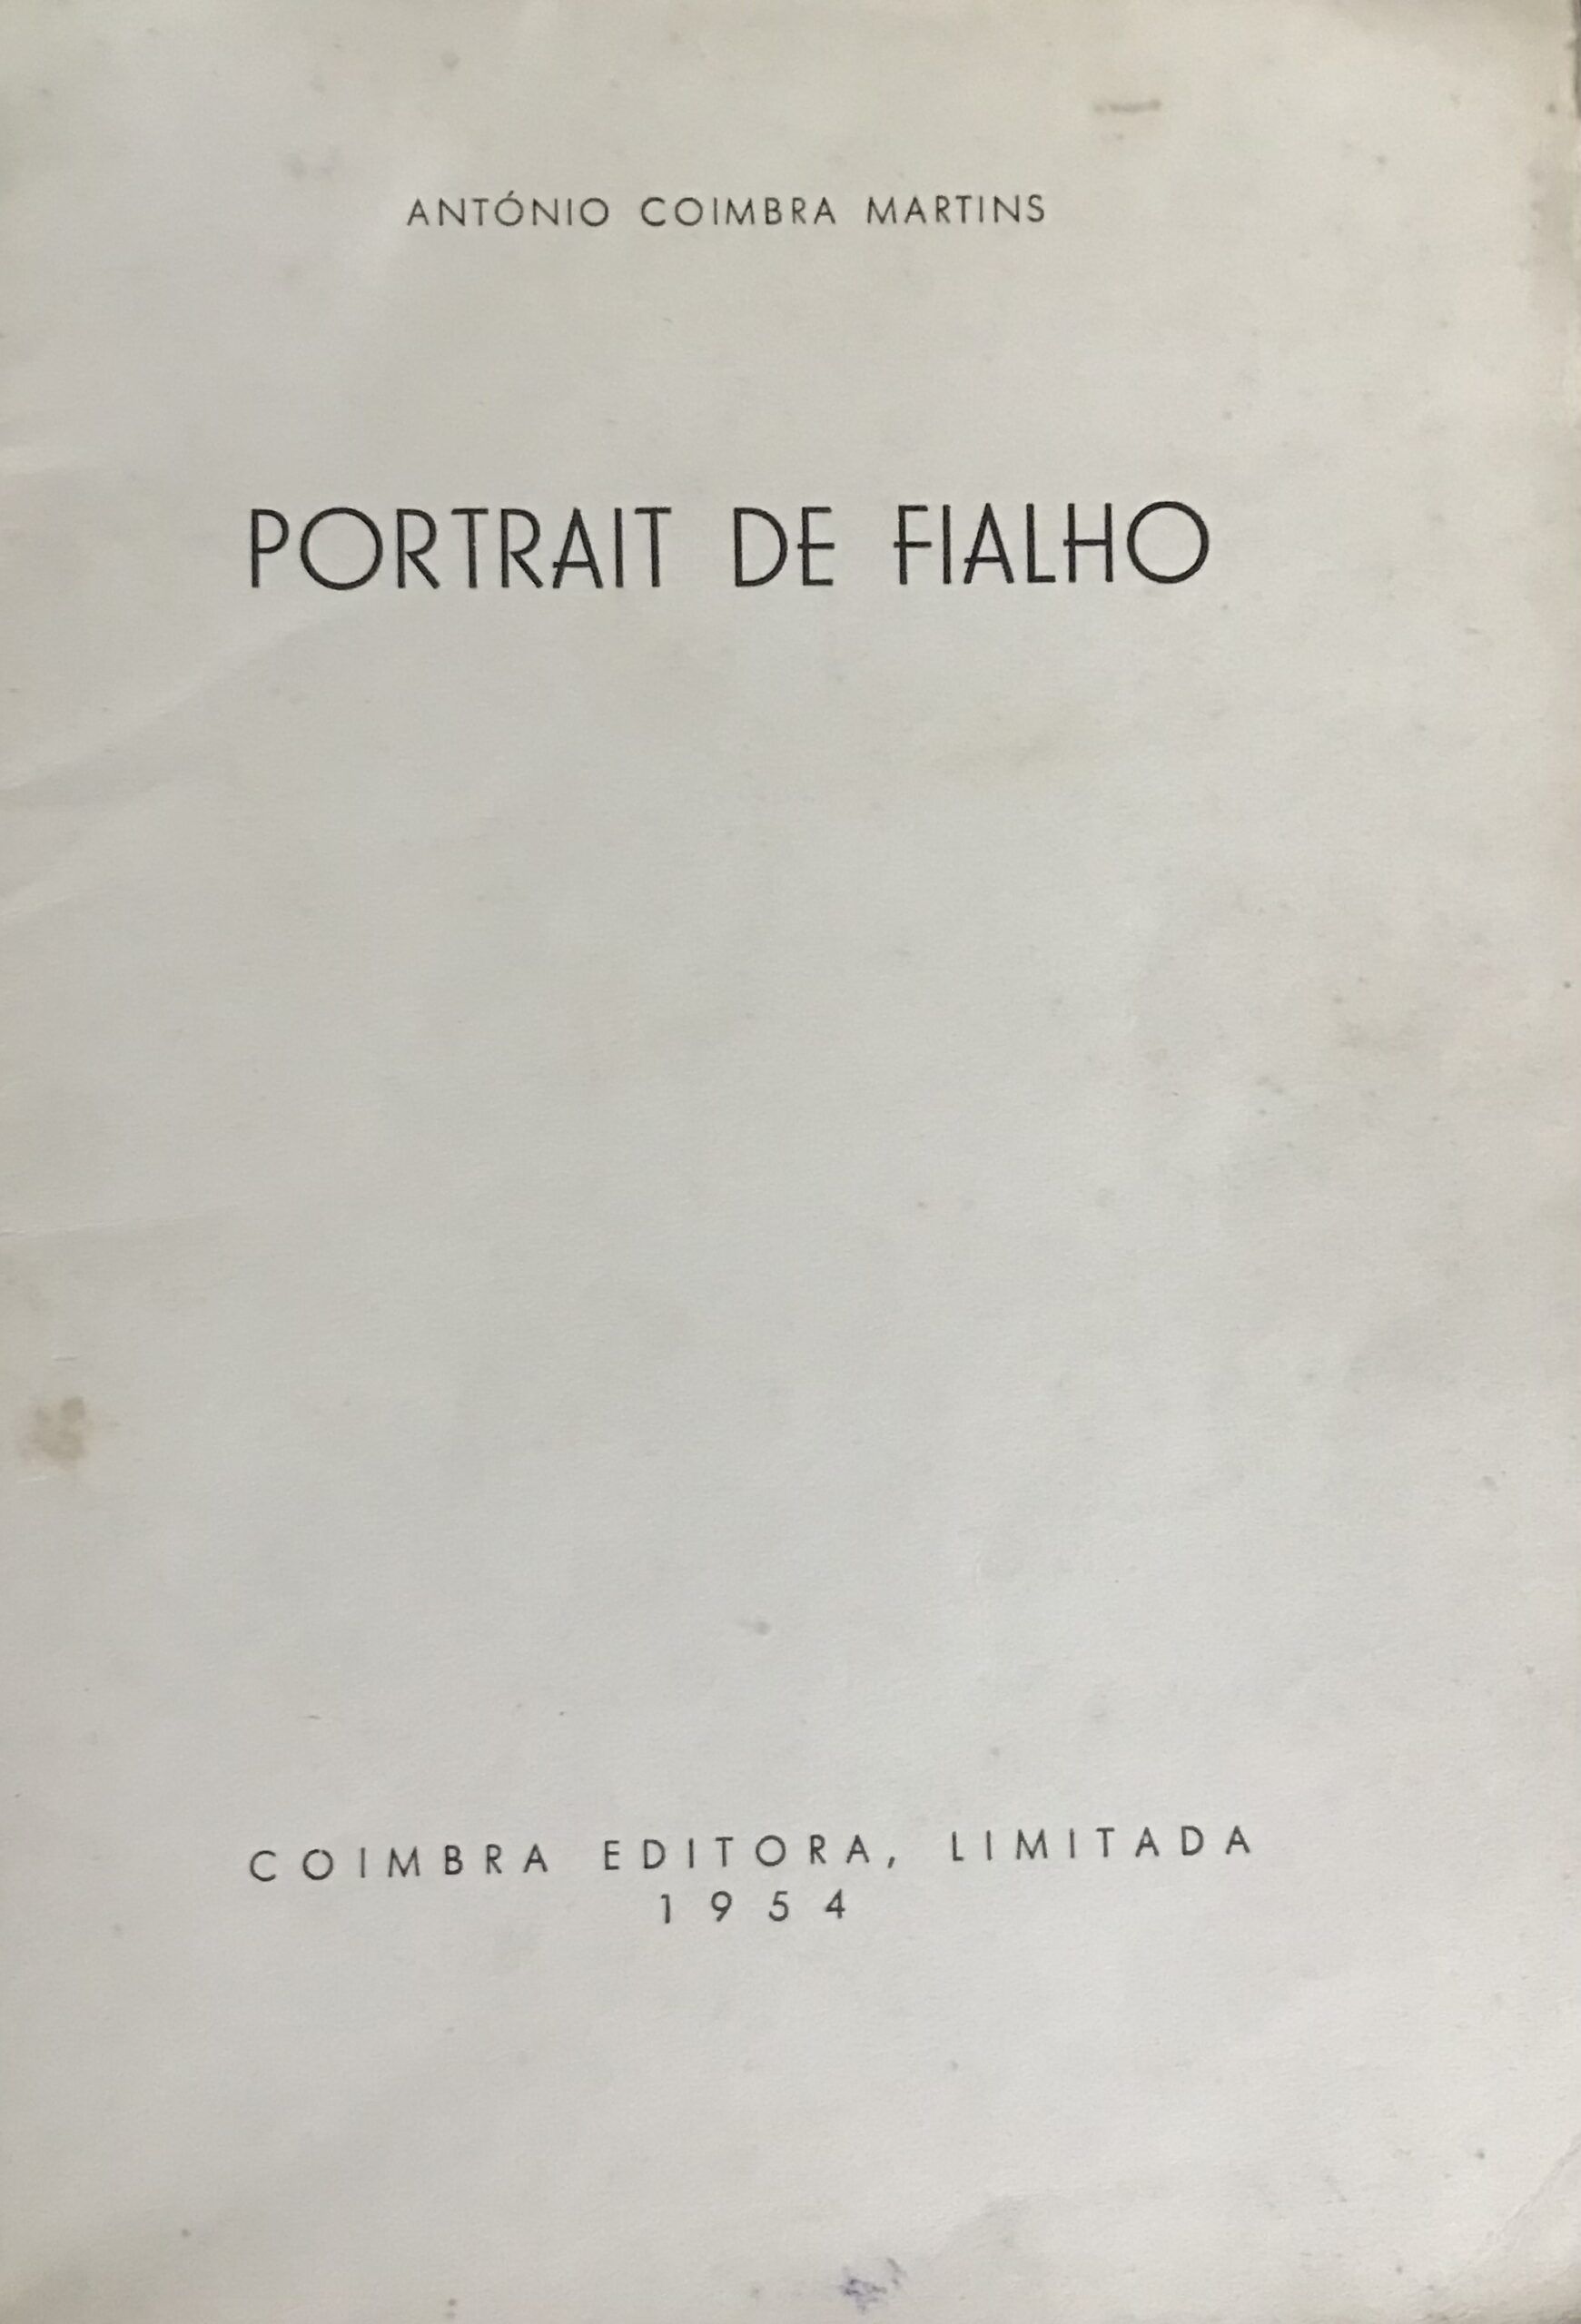 ANTÓNIO COIMBRA MARTINS
PORTRAIT DE FIALHO
COIMBRA EDITORA, LIMITADA
1954